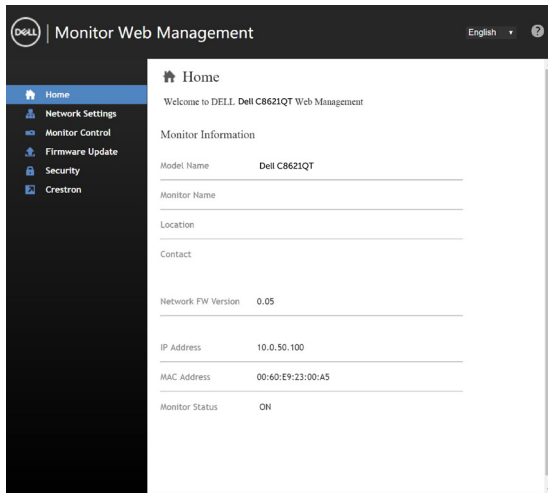 DELL | Monitor Web Management
English
?
Home
Network Settings
Monitor Control
Firmware Update
Security
Crestron
Home
Welcome to DELL Dell C8621QT Web Management
Monitor Information
Model Name Dell C8621QT
Monitor Name
Location
Contact
Network FW Version 0.05
IP Address 10.0.50.100
MAC Address 00:60:E9:23:00:A5
Monitor Status ON